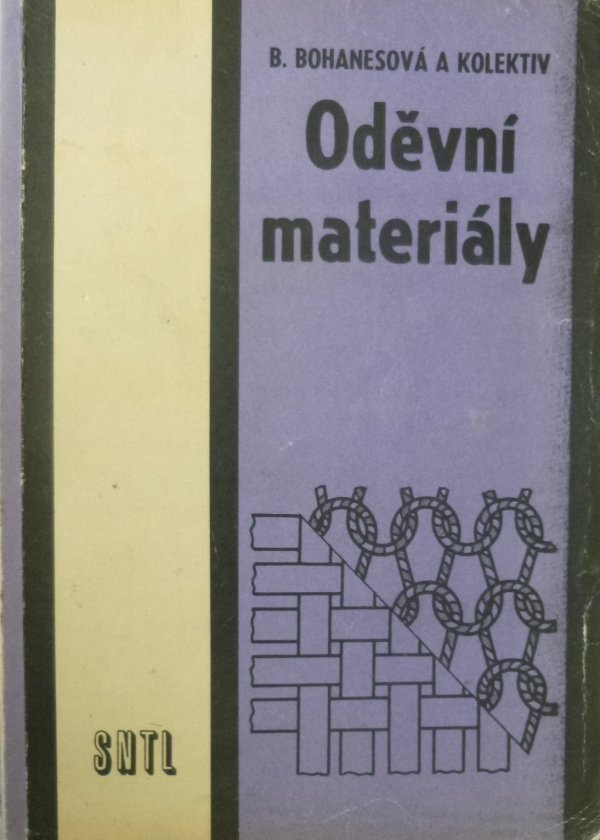 B. BOHANESOVÁ A KOLEKTIV
Oděvní
materiály
SNTL